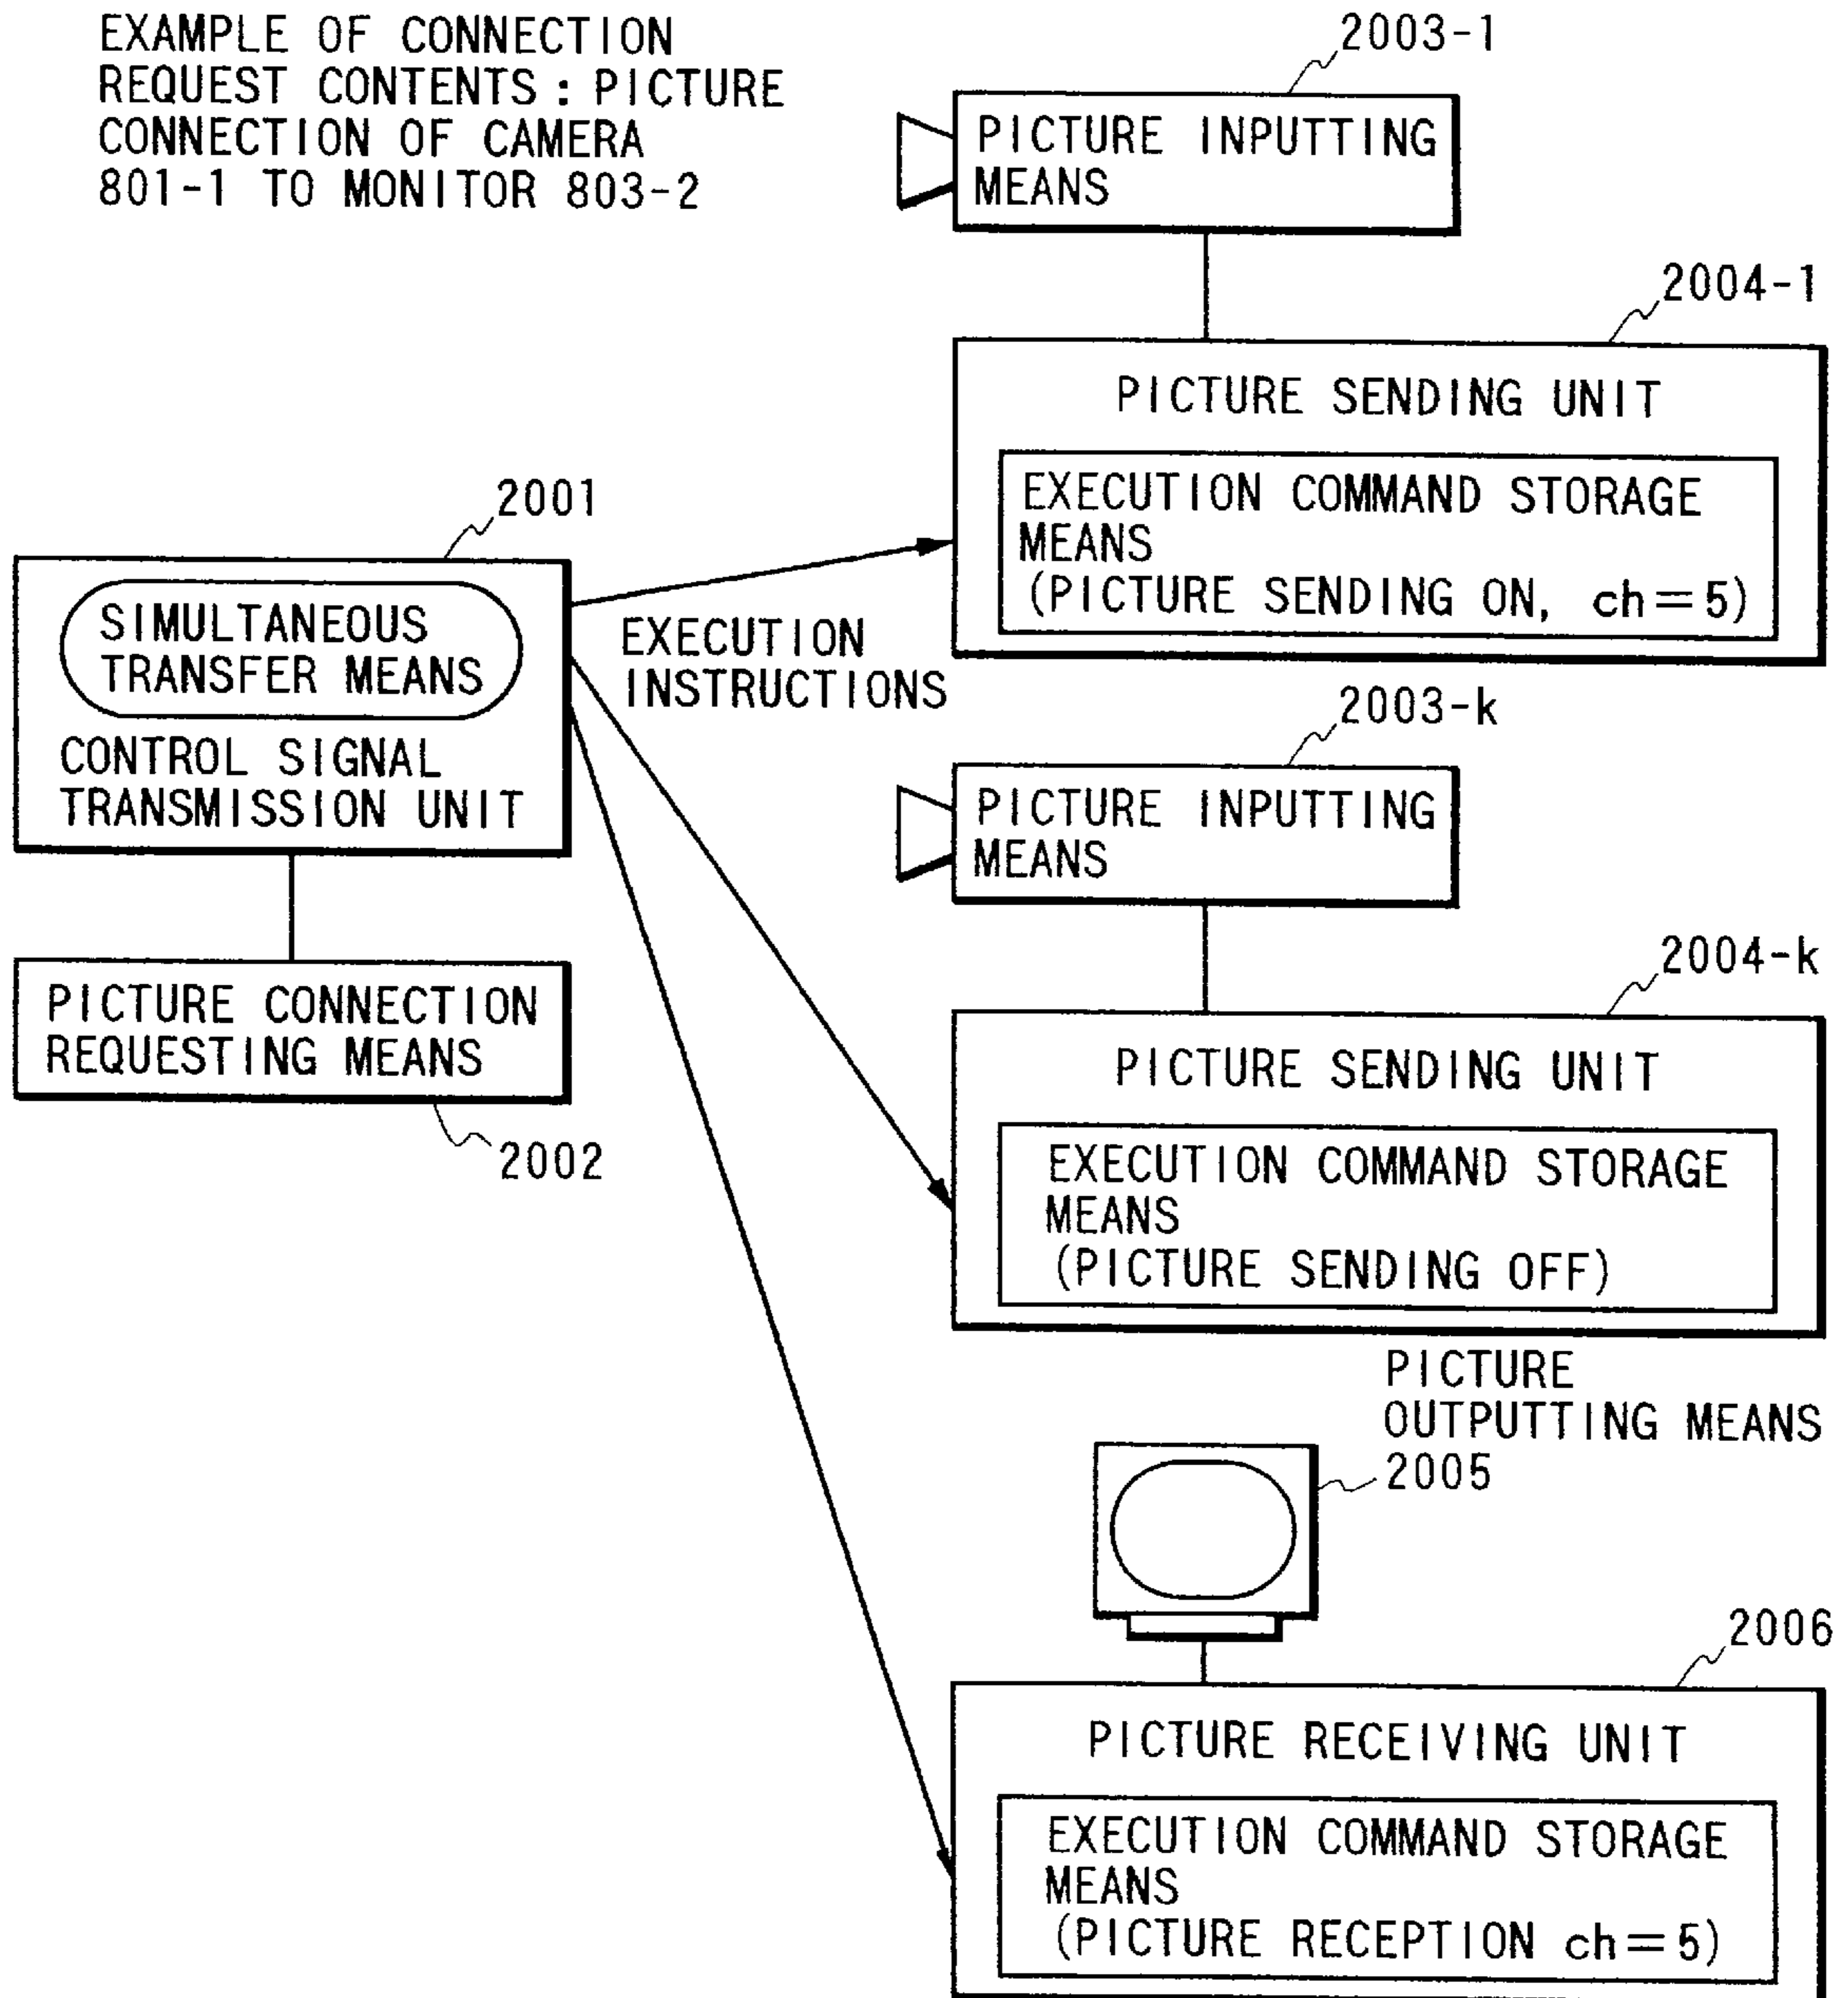 EXAMPLE OF CONNECTION
REQUEST CONTENTS : PICTURE
CONNECTION OF CAMERA
801-1 TO MONITOR 803-2
2003-1
PICTURE INPUTTING
MEANS
2004-1
PICTURE SENDING UNIT
EXECUTION COMMAND STORAGE
MEANS
(PICTURE SENDING ON, ch=5)
2001
SIMULTANEOUS
TRANSFER MEANS
CONTROL SIGNAL
TRANSMISSION UNIT
EXECUTION
INSTRUCTIONS
PICTURE CONNECTION
REQUESTING MEANS
2002
2003-k
PICTURE INPUTTING
MEANS
2004-k
PICTURE SENDING UNIT
EXECUTION COMMAND STORAGE
MEANS
(PICTURE SENDING OFF)
PICTURE
OUTPUTTING MEANS
2005
2006
PICTURE RECEIVING UNIT
EXECUTION COMMAND STORAGE
MEANS
(PICTURE RECEPTION ch=5)